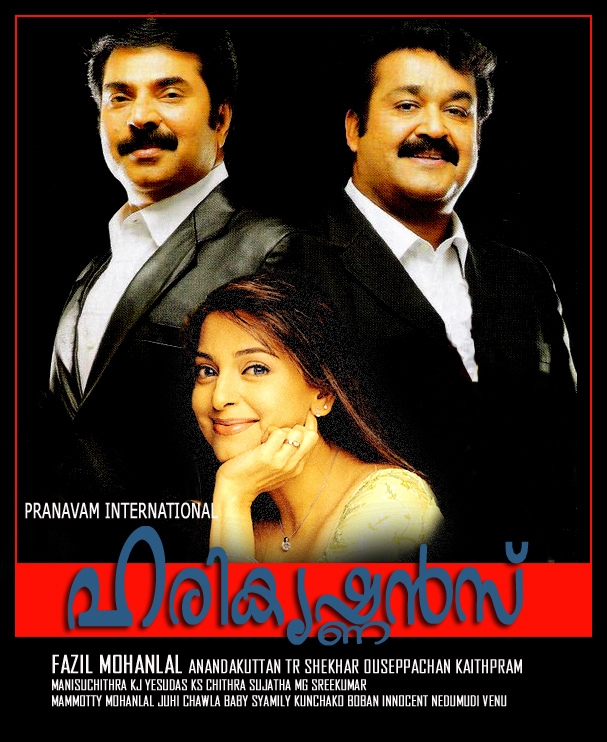 PRANAVAM INTERNATIONAL
ഹരികൃഷ്ണൻസ്
FAZIL MOHANLAL ANANDAKUTTAN TR SHEKHAR OUSEPPACHAN KAITHPRAM
MANISUCHITHRA KJ YESUDAS KS CHITHRA SUJATHA MG SREEKUMAR
MAMMOTTY MOHANLAL JUHI CHAWLA BABY SYAMILY KUNCHAKO BOBAN INNOCENT NEDUMUDI VENU